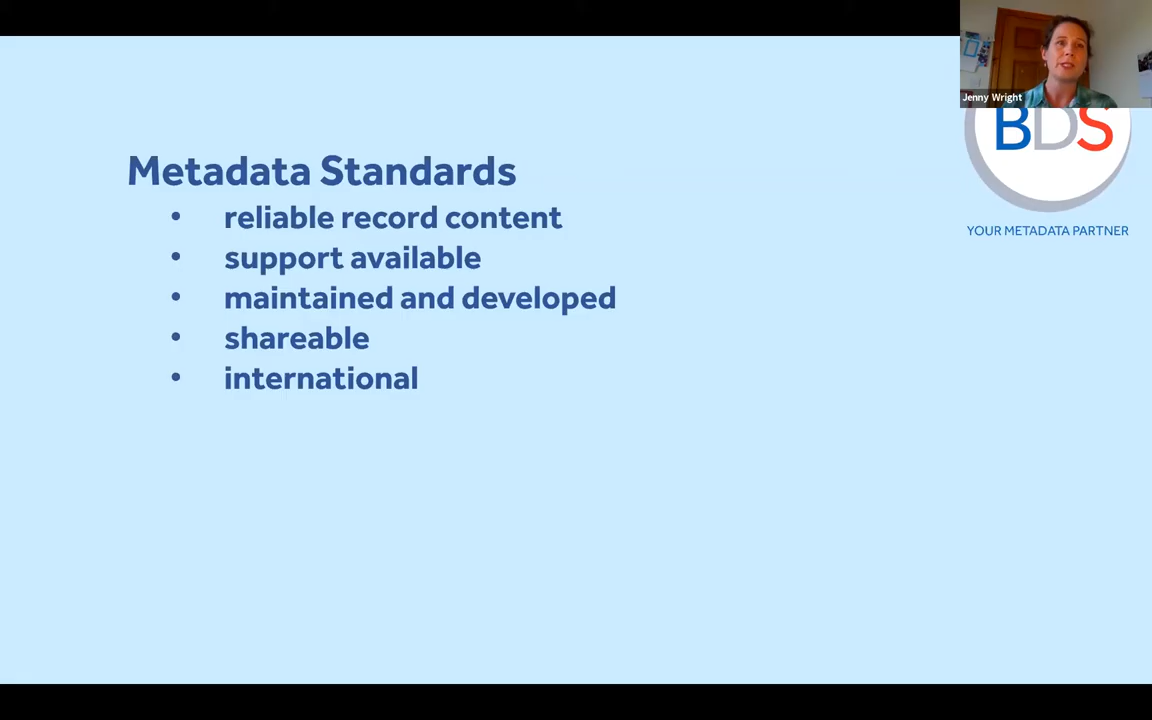 Jenny Wright
BDS
YOUR METADATA PARTNER
Metadata Standards
• reliable record content
• support available
• maintained and developed
• shareable
• international